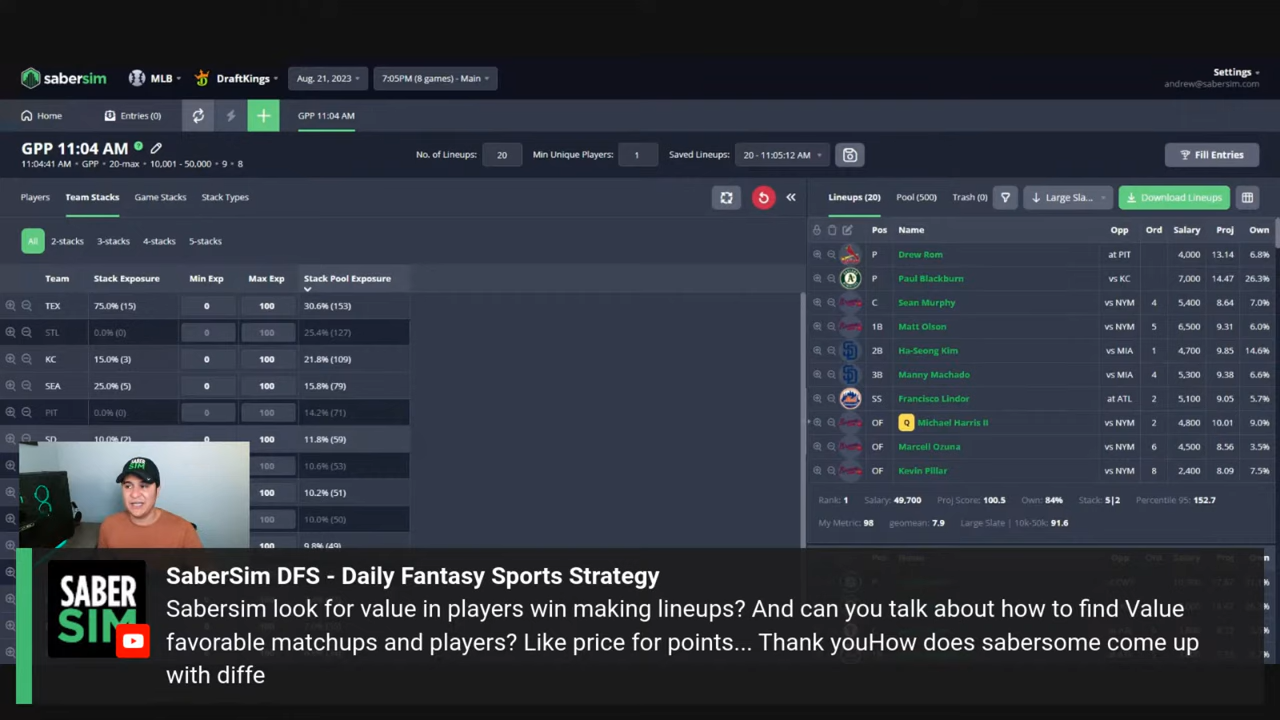 sabersim MLB DraftKings Aug. 21, 2023 7:05PM (8 games) - Main Settings
andrew@sabersim.com
Home Entries (0) + GPP 11:04 AM
GPP 11:04 AM No. of Lineups: 20 Min Unique Players: 1 Saved Lineups: 20 - 11:05:12 AM Fill Entries
11:04:41 AM • GPP • 20-max • 10,001 - 50,000 • 9 • 8
Players Team Stacks Game Stacks Stack Types « Lineups (20) Pool (500) Trash (0) Large Sla... Download Lineups
All 2-stacks 3-stacks 4-stacks 5-stacks
Team Stack Exposure Min Exp Max Exp Stack Pool Exposure
TEX 75.0% (15) 0 100 30.6% (153)
STL 0.0% (0) 0 100 25.4% (127)
KC 15.0% (3) 0 100 21.8% (109)
SEA 25.0% (5) 0 100 15.8% (79)
PIT 0.0% (0) 0 100 14.2% (71)
SD 10.0% (2) 0 100 11.8% (59)
100 10.6% (53)
100 10.2% (51)
100 10.0% (50)
100 9.8% (49)
Pos Name Opp Ord Salary Proj Own
P Drew Rom at PIT 4,000 13.14 6.8%
P Paul Blackburn vs KC 7,000 14.47 26.3%
C Sean Murphy vs NYM 4 5,400 8.64 7.0%
1B Matt Olson vs NYM 5 6,500 9.31 6.0%
2B Ha-Seong Kim vs MIA 1 4,700 9.85 14.6%
3B Manny Machado vs MIA 2 5,300 9.38 6.6%
SS Francisco Lindor at ATL 2 5,100 9.05 5.7%
OF Q Michael Harris II vs NYM 2 4,800 10.01 9.0%
OF Marcell Ozuna vs NYM 6 4,500 8.56 3.5%
OF Kevin Pillar vs NYM 8 2,400 8.09 7.5%
Rank: 1 Salary: 49,700 Proj Score: 100.5 Own: 84% Stack: 5|2 Percentile 95: 152.7
My Metric: 98 geomean: 7.9 Large Slate | 10k-50k: 91.6
SABER
SIM
SABER
SIM
SaberSim DFS - Daily Fantasy Sports Strategy
Sabersim look for value in players win making lineups? And can you talk about how to find Value
favorable matchups and players? Like price for points... Thank youHow does sabersome come up
with diffe